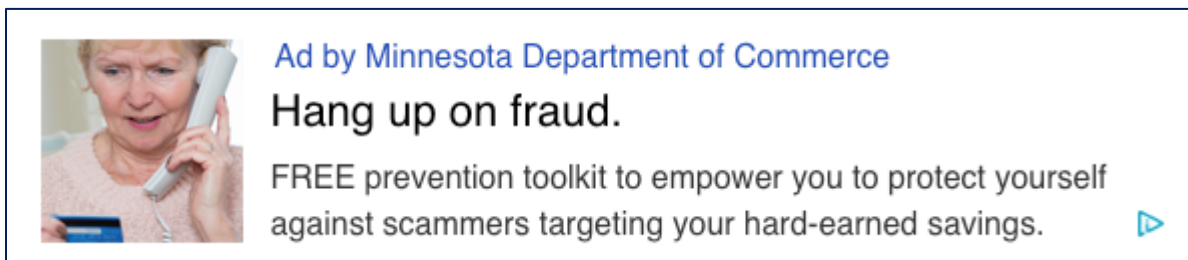 Ad by Minnesota Department of Commerce
Hang up on fraud.
FREE prevention toolkit to empower you to protect yourself
against scammers targeting your hard-earned savings.